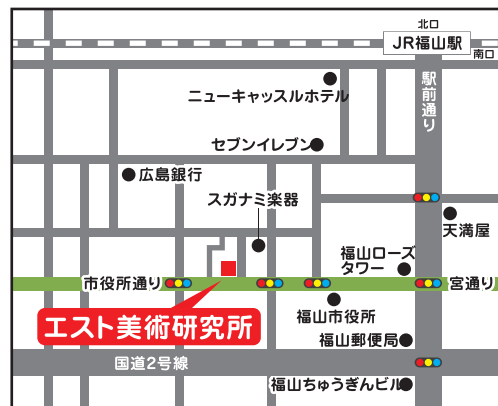 北口
JR福山駅
南口
駅前通り
ニューキャッスルホテル
セブンイレブン
広島銀行
スガナミ楽器
天満屋
福山ローズ
タワー
市役所通り
宮通り
福山市役所
エスト美術研究所
福山郵便局
国道2号線
福山ちゅうぎんビル